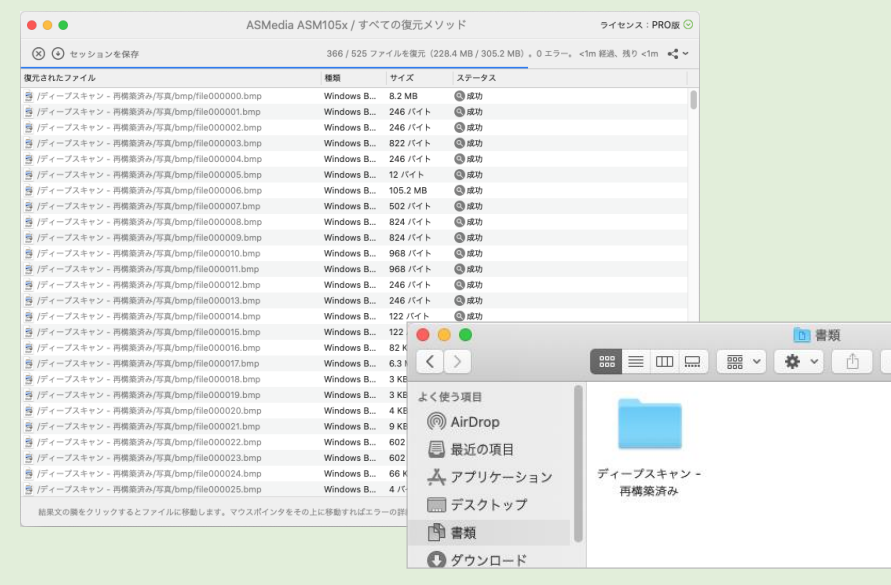 ASMedia ASM105x / すべての復元メソッド
ライセンス：PRO版
セッションを保存
366 / 525 ファイルを復元（228.4 MB / 305.2 MB）。0 エラー。 <1m 経過、残り <1m
復元されたファイル 種類 サイズ ステータス
/ディープスキャン - 再構築済み/写真/bmp/file000000.bmp Windows B... 8.2 MB 成功
/ディープスキャン - 再構築済み/写真/bmp/file000001.bmp Windows B... 246 バイト 成功
/ディープスキャン - 再構築済み/写真/bmp/file000002.bmp Windows B... 246 バイト 成功
/ディープスキャン - 再構築済み/写真/bmp/file000003.bmp Windows B... 822 バイト 成功
/ディープスキャン - 再構築済み/写真/bmp/file000004.bmp Windows B... 246 バイト 成功
/ディープスキャン - 再構築済み/写真/bmp/file000005.bmp Windows B... 12 バイト 成功
/ディープスキャン - 再構築済み/写真/bmp/file000006.bmp Windows B... 105.2 MB 成功
/ディープスキャン - 再構築済み/写真/bmp/file000007.bmp Windows B... 502 バイト 成功
/ディープスキャン - 再構築済み/写真/bmp/file000008.bmp Windows B... 824 バイト 成功
/ディープスキャン - 再構築済み/写真/bmp/file000009.bmp Windows B... 824 バイト 成功
/ディープスキャン - 再構築済み/写真/bmp/file000010.bmp Windows B... 968 バイト 成功
/ディープスキャン - 再構築済み/写真/bmp/file000011.bmp Windows B... 968 バイト 成功
/ディープスキャン - 再構築済み/写真/bmp/file000012.bmp Windows B... 246 バイト 成功
/ディープスキャン - 再構築済み/写真/bmp/file000013.bmp Windows B... 246 バイト 成功
/ディープスキャン - 再構築済み/写真/bmp/file000014.bmp Windows B... 122 バイト 成功
/ディープスキャン - 再構築済み/写真/bmp/file000015.bmp Windows B... 122
/ディープスキャン - 再構築済み/写真/bmp/file000016.bmp Windows B... 82 K
/ディープスキャン - 再構築済み/写真/bmp/file000017.bmp Windows B... 6.3
/ディープスキャン - 再構築済み/写真/bmp/file000018.bmp Windows B... 3 KB
/ディープスキャン - 再構築済み/写真/bmp/file000019.bmp Windows B... 3 KB
/ディープスキャン - 再構築済み/写真/bmp/file000020.bmp Windows B... 4 KB
/ディープスキャン - 再構築済み/写真/bmp/file000021.bmp Windows B... 9 KB
/ディープスキャン - 再構築済み/写真/bmp/file000022.bmp Windows B... 602
/ディープスキャン - 再構築済み/写真/bmp/file000023.bmp Windows B... 602
/ディープスキャン - 再構築済み/写真/bmp/file000024.bmp Windows B... 66 K
/ディープスキャン - 再構築済み/写真/bmp/file000025.bmp Windows B... 4 バ
結果文の隣をクリックするとファイルに移動します。マウスポインタをその上に移動すればエラーの詳
書類
よく使う項目
AirDrop
最近の項目
アプリケーション
デスクトップ
書類
ダウンロード
ディープスキャン -
再構築済み